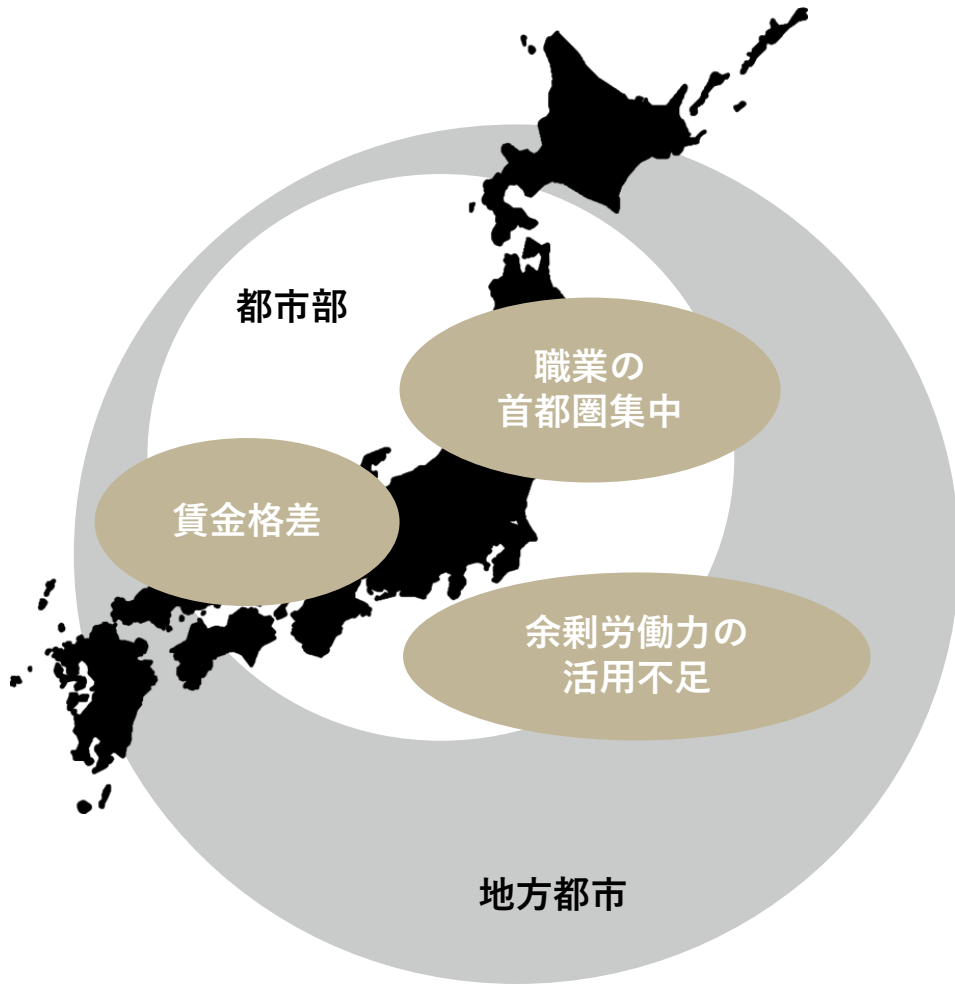 都市部
職業の
首都圏集中
賃金格差
余剰労働力の
活用不足
地方都市